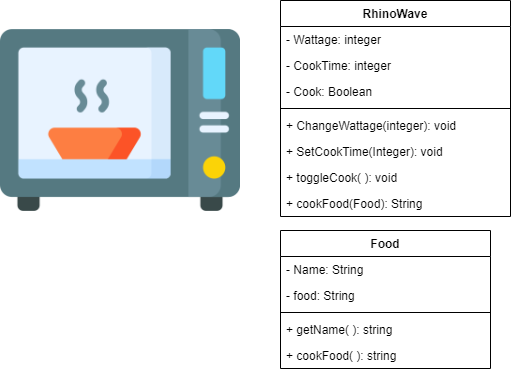 RhinoWave
- Wattage: integer
- CookTime: integer
- Cook: Boolean
+ ChangeWattage(integer): void
+ SetCookTime(Integer): void
+ toggleCook( ): void
+ cookFood(Food): String
Food
- Name: String
- food: String
+ getName( ): string
+ cookFood( ): string